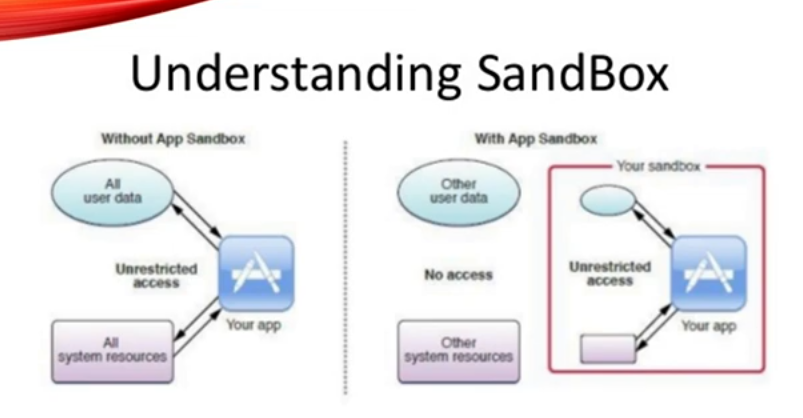 Understanding SandBox
Without App Sandbox
All
user data
Unrestricted
access
Your app
All
system resources
With App Sandbox
Other
user data
No access
Other
system resources
Your sandbox
Unrestricted
access
Your app